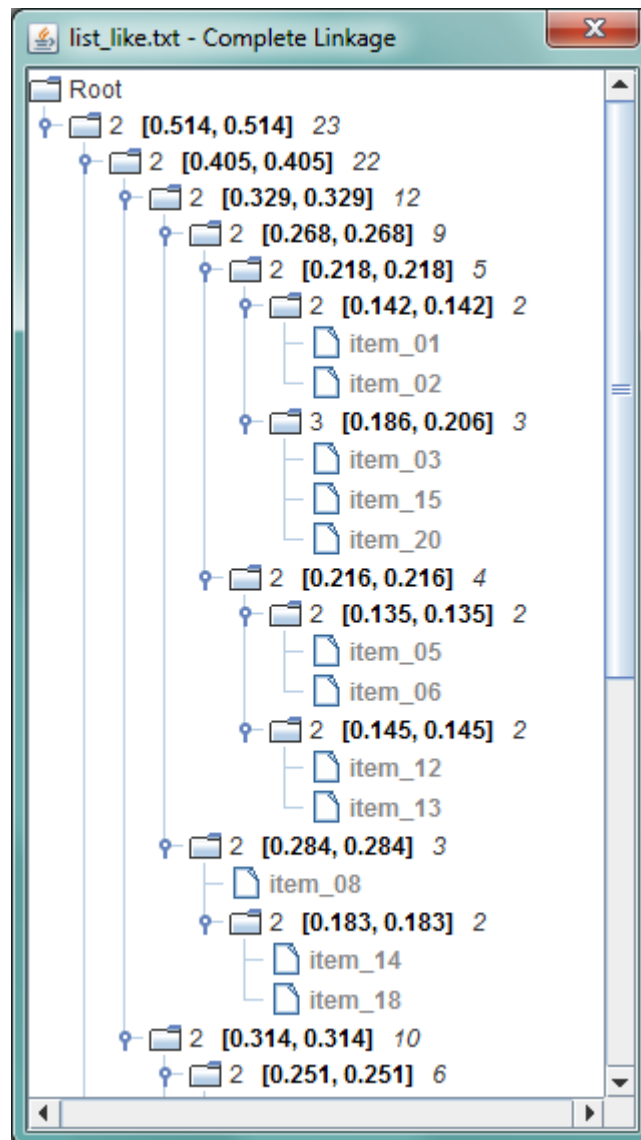 list_like.txt - Complete Linkage
Root
2 [0.514, 0.514] 23
2 [0.405, 0.405] 22
2 [0.329, 0.329] 12
2 [0.268, 0.268] 9
2 [0.218, 0.218] 5
2 [0.142, 0.142] 2
item_01
item_02
3 [0.186, 0.206] 3
item_03
item_15
item_20
2 [0.216, 0.216] 4
2 [0.135, 0.135] 2
item_05
item_06
2 [0.145, 0.145] 2
item_12
item_13
2 [0.284, 0.284] 3
item_08
2 [0.183, 0.183] 2
item_14
item_18
2 [0.314, 0.314] 10
2 [0.251, 0.251] 6